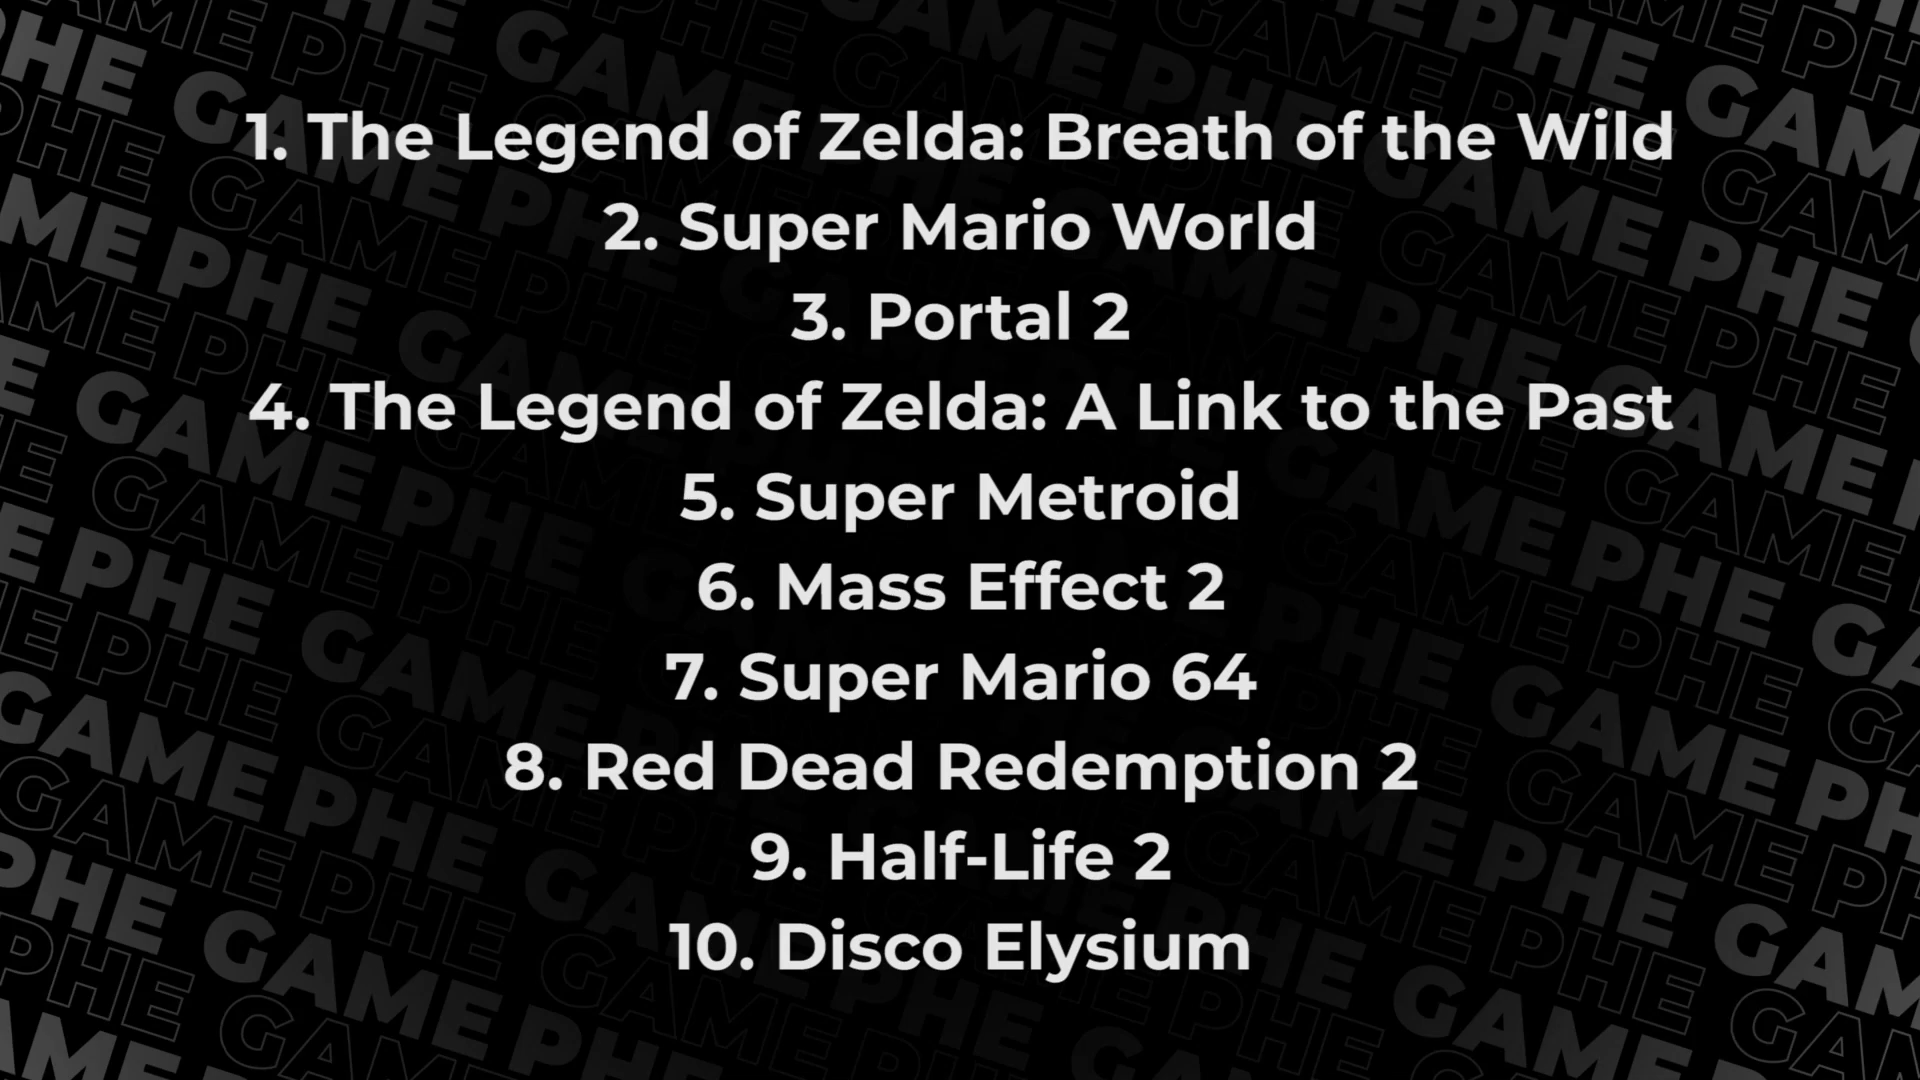 1. The Legend of Zelda: Breath of the Wild
2. Super Mario World
3. Portal 2
4. The Legend of Zelda: A Link to the Past
5. Super Metroid
6. Mass Effect 2
7. Super Mario 64
8. Red Dead Redemption 2
9. Half-Life 2
10. Disco Elysium